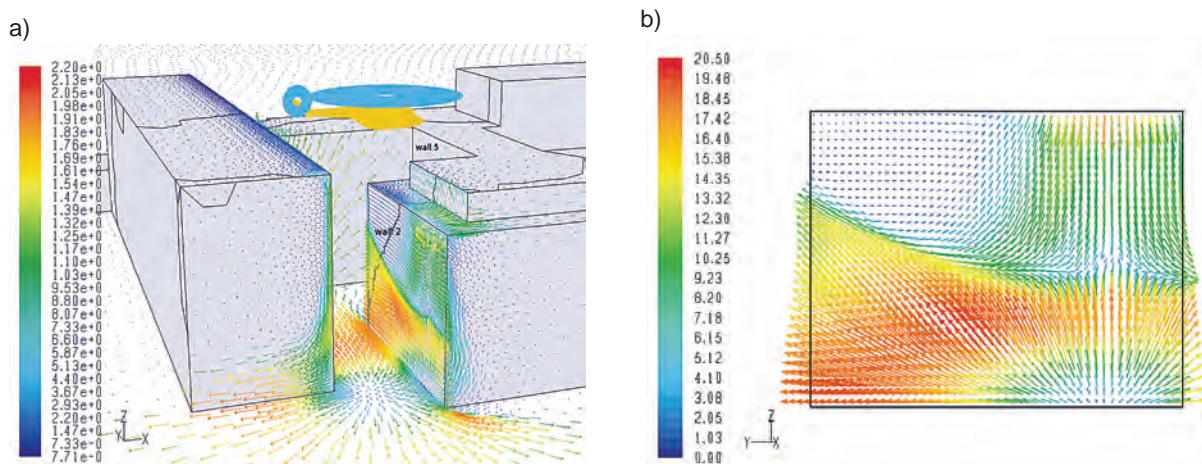 a)
2.20e+0
2.13e+0
2.05e+0
1.98e+0
1.91e+0
1.83e+0
1.76e+0
1.69e+0
1.61e+0
1.54e+0
1.47e+0
1.39e+0
1.32e+0
1.25e+0
1.17e+0
1.10e+0
1.03e+0
9.53e+0
8.80e+0
8.07e+0
7.33e+0
6.60e+0
5.87e+0
5.13e+0
4.40e+0
3.67e+0
2.93e+0
2.20e+0
1.47e+0
7.33e-0
7.71e-0
wall 5
wall 2
Z
Y X
b)
20.50
19.48
18.45
17.43
16.40
15.38
14.35
13.32
12.30
11.27
10.25
9.23
8.20
7.18
6.15
5.12
4.10
3.07
2.05
1.03
0.00
Z
Y X